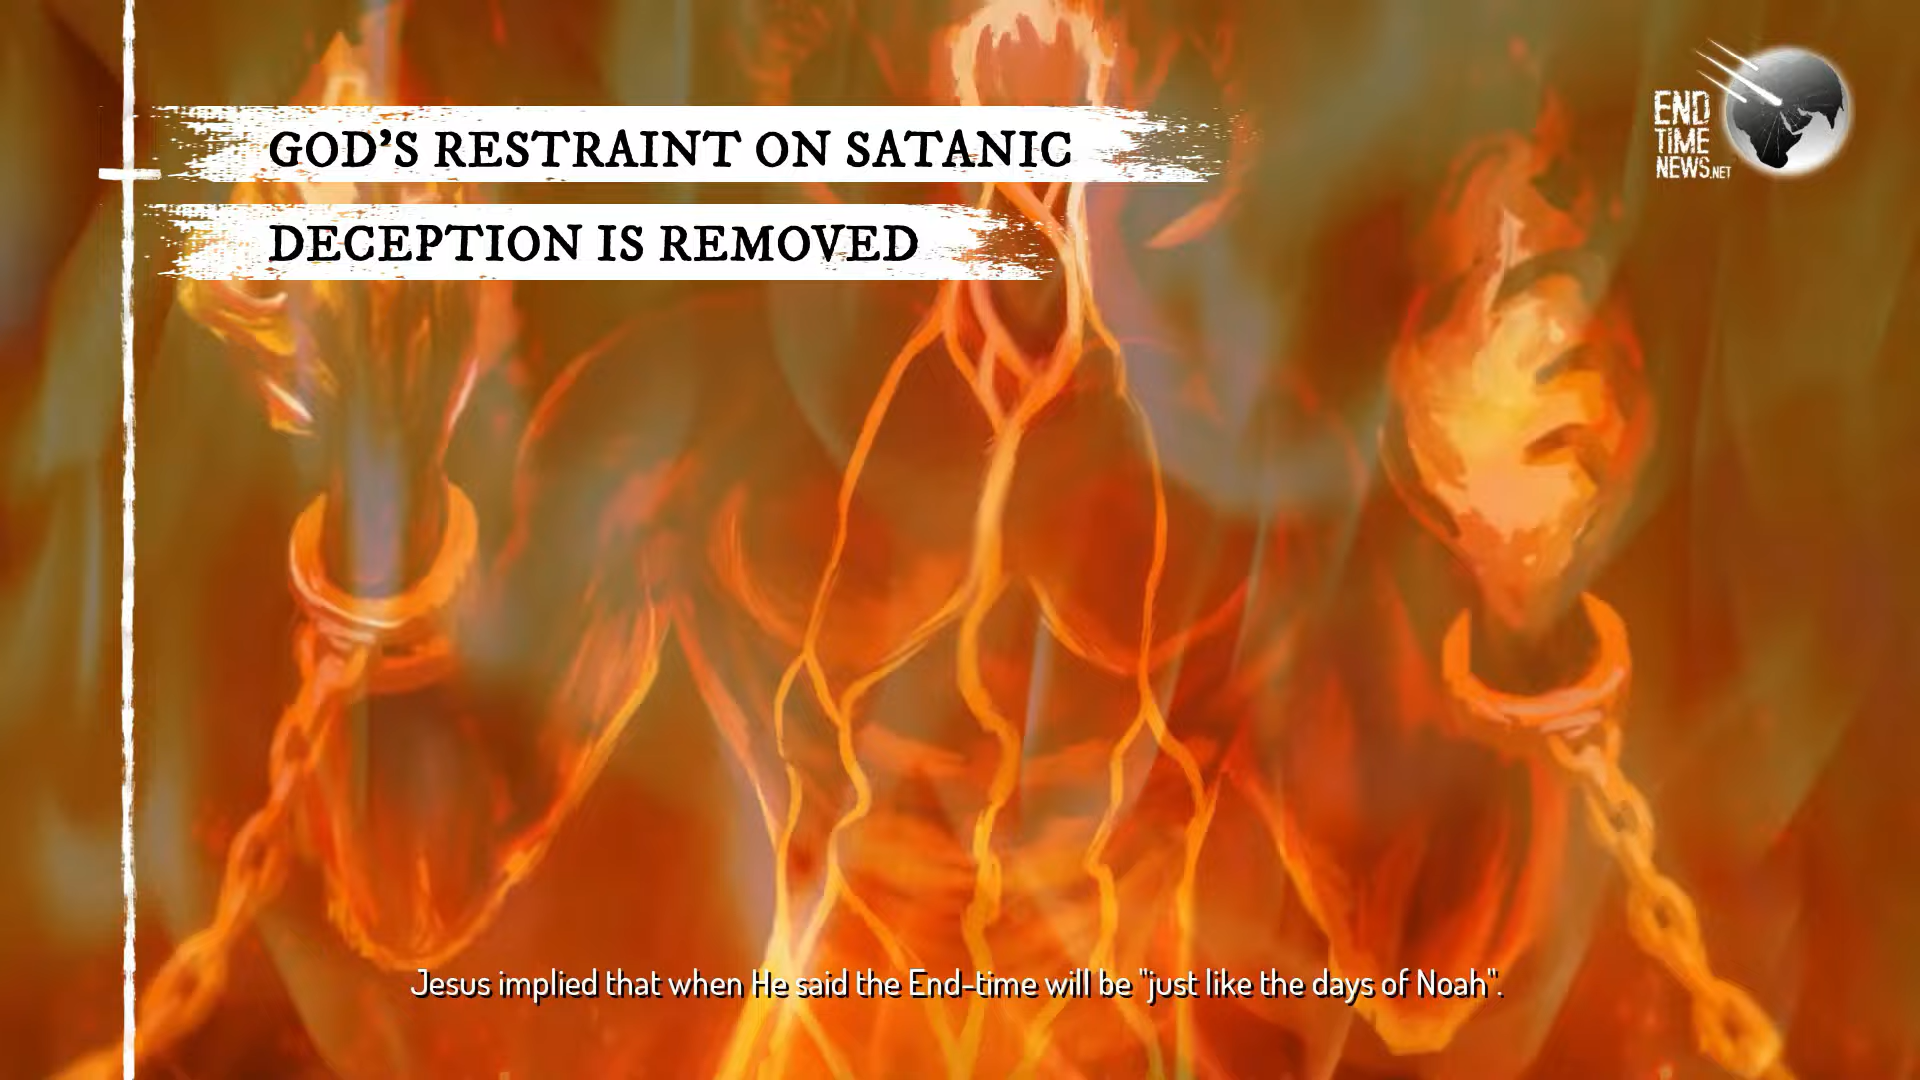 GOD'S RESTRAINT ON SATANIC
DECEPTION IS REMOVED
END
TIME
NEWS.NET
Jesus implied that when He said the End-time will be "just like the days of Noah".